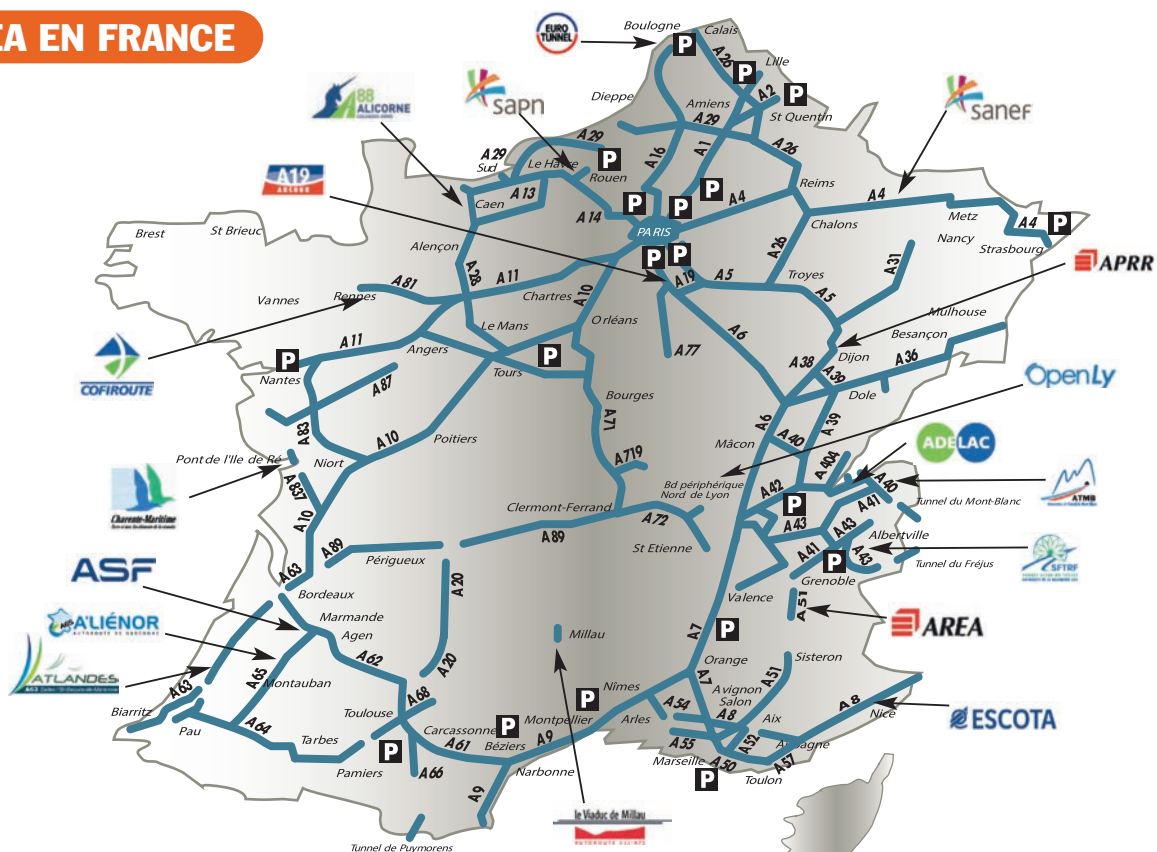 EA EN FRANCE
EURO
TUNNEL
Boulogne
Calais
P
A26
Lille
P
A2
P
Dieppe
Amiens
A29
St Quentin
A88
ALICORNE
sapn
sanef
A29
A29
Sud
Le Havre
P
Rouen
A16
A1
A26
Reims
A19
ARCOUR
A13
Caen
A14
P
P
P
A4
A4
Chalons
Metz
A4
P
Nancy
Strasbourg
Brest
St Brieuc
Alençon
PARIS
P
P
A19
A5
A26
Troyes
A31
APRR
A28
A11
A81
Vannes
Rennes
Chartres
A10
A5
Mulhouse
Le Mans
Orléans
A6
Besançon
COFIROUTE
A11
P
Nantes
Angers
Tours
P
A77
A38
Dijon
A39
A36
Dole
OpenLy
A87
Bourges
A71
A83
A10
Poitiers
Mâcon
A6
A40
A39
ADELAC
Pont de l'Ile de Ré
Niort
A719
A404
Bd périphérique
Nord de Lyon
A42
P
A40
ATMB
Charente-Maritime
A837
A10
Clermont-Ferrand
A72
A41
Tunnel du Mont-Blanc
A43
A43
Albertville
A89
A89
St Etienne
A41
P
A43
Tunnel du Fréjus
SFTRF
Périgueux
Grenoble
ASF
A63
Bordeaux
A20
Valence
A51
AREA
A'LIÉNOR
Marmande
Agen
Millau
A7
P
ATLANDES
A62
A20
Orange
Sisteron
A63
A65
Montauban
A68
Nîmes
A7
Avignon
Salon
A51
Biarritz
Pau
A64
Toulouse
P
Montpellier
P
Arles
A54
A8
Aix
A8
Nice
ESCOTA
Tarbes
P
Carcassonne
A61
Béziers
A9
A55
A52
Aubagne
Pamiers
A66
Narbonne
Marseille
A50
A57
P
Toulon
A9
le Viaduc de Millau
Tunnel de Puymorens